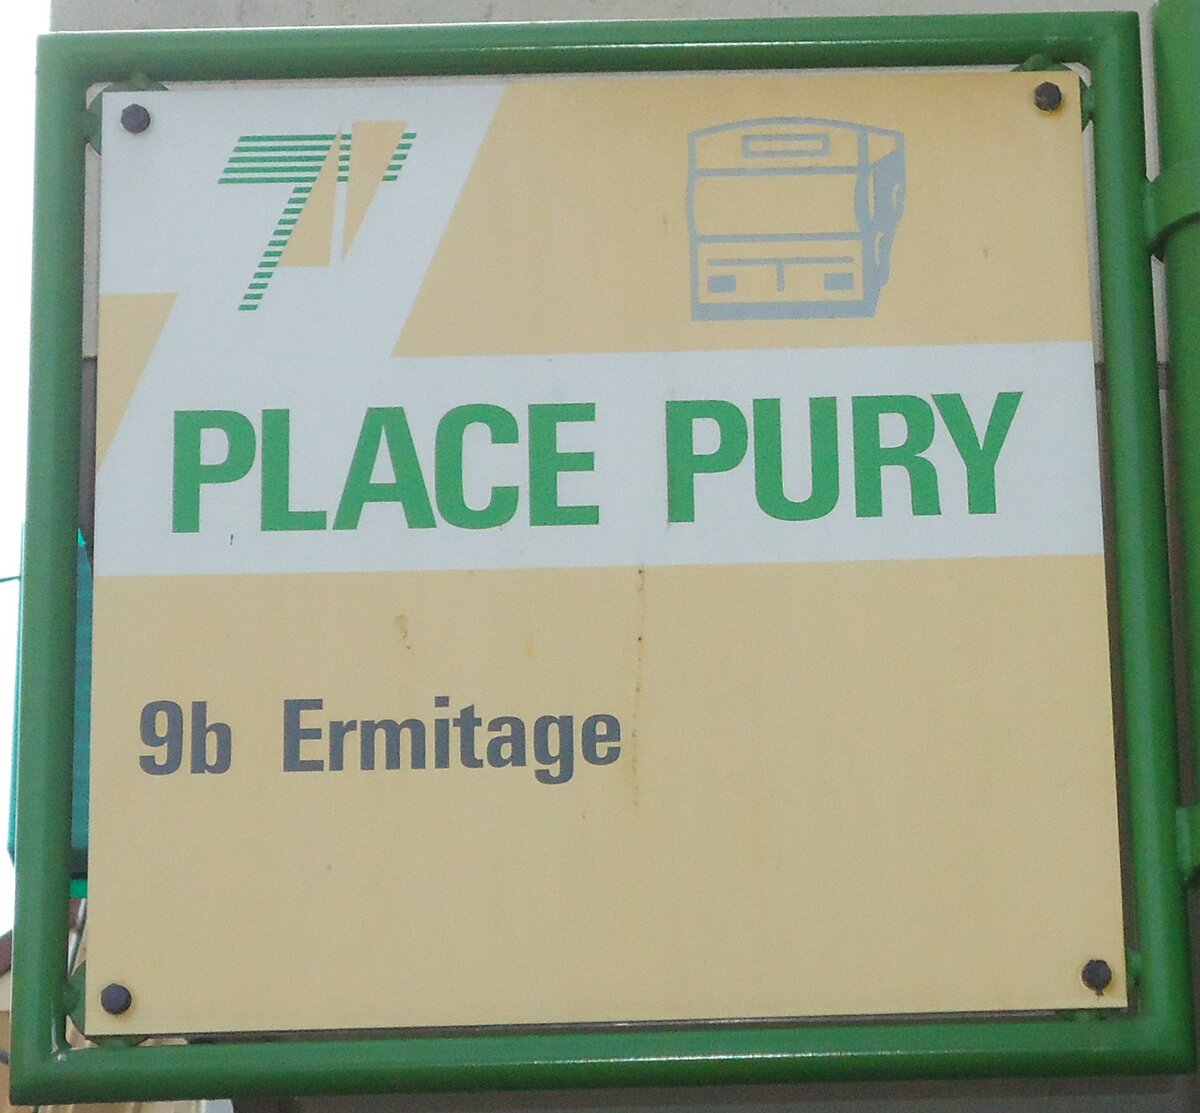 PLACE PURY
9b Ermitage